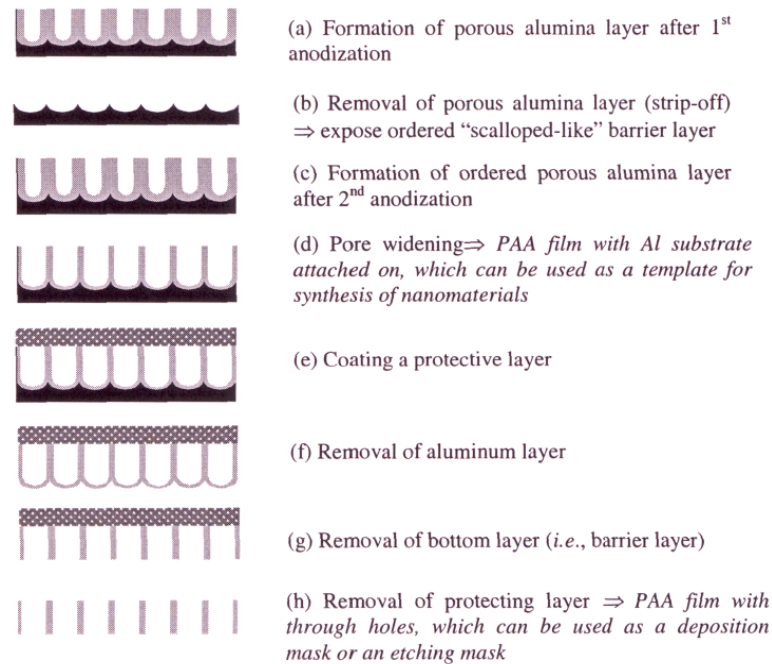 (a) Formation of porous alumina layer after 1st
anodization
(b) Removal of porous alumina layer (strip-off)
⇒ expose ordered “scalloped-like” barrier layer
(c) Formation of ordered porous alumina layer
after 2nd anodization
(d) Pore widening⇒ PAA film with Al substrate
attached on, which can be used as a template for
synthesis of nanomaterials
(e) Coating a protective layer
(f) Removal of aluminum layer
(g) Removal of bottom layer (i.e., barrier layer)
(h) Removal of protecting layer ⇒ PAA film with
through holes, which can be used as a deposition
mask or an etching mask